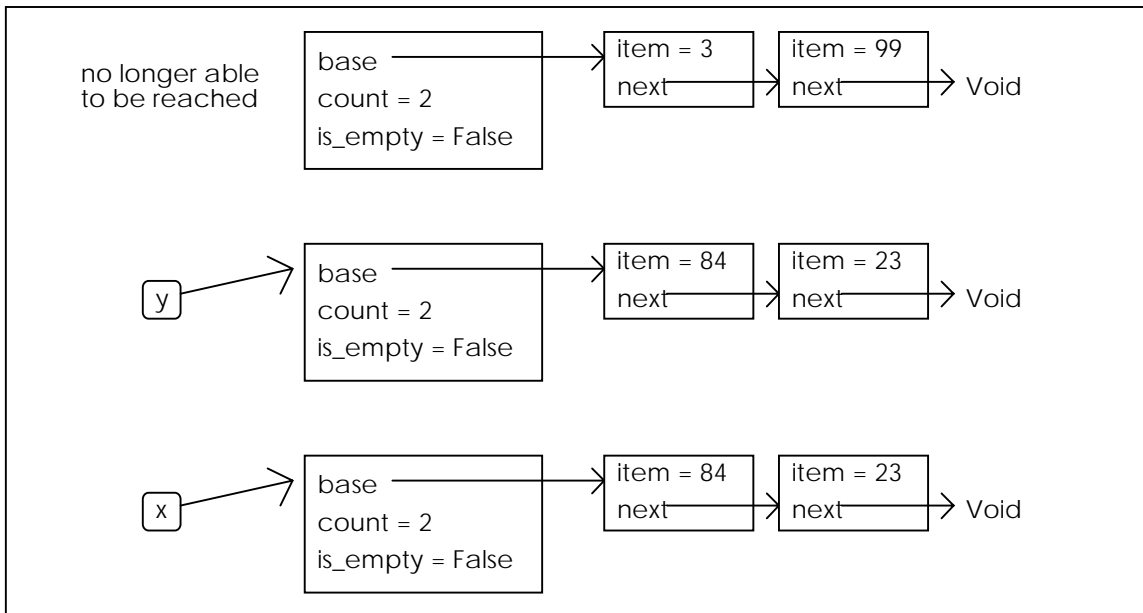 no longer able
to be reached
base
count = 2
is_empty = False
item = 3
next
item = 99
next
Void
y
base
count = 2
is_empty = False
item = 84
next
item = 23
next
Void
x
base
count = 2
is_empty = False
item = 84
next
item = 23
next
Void